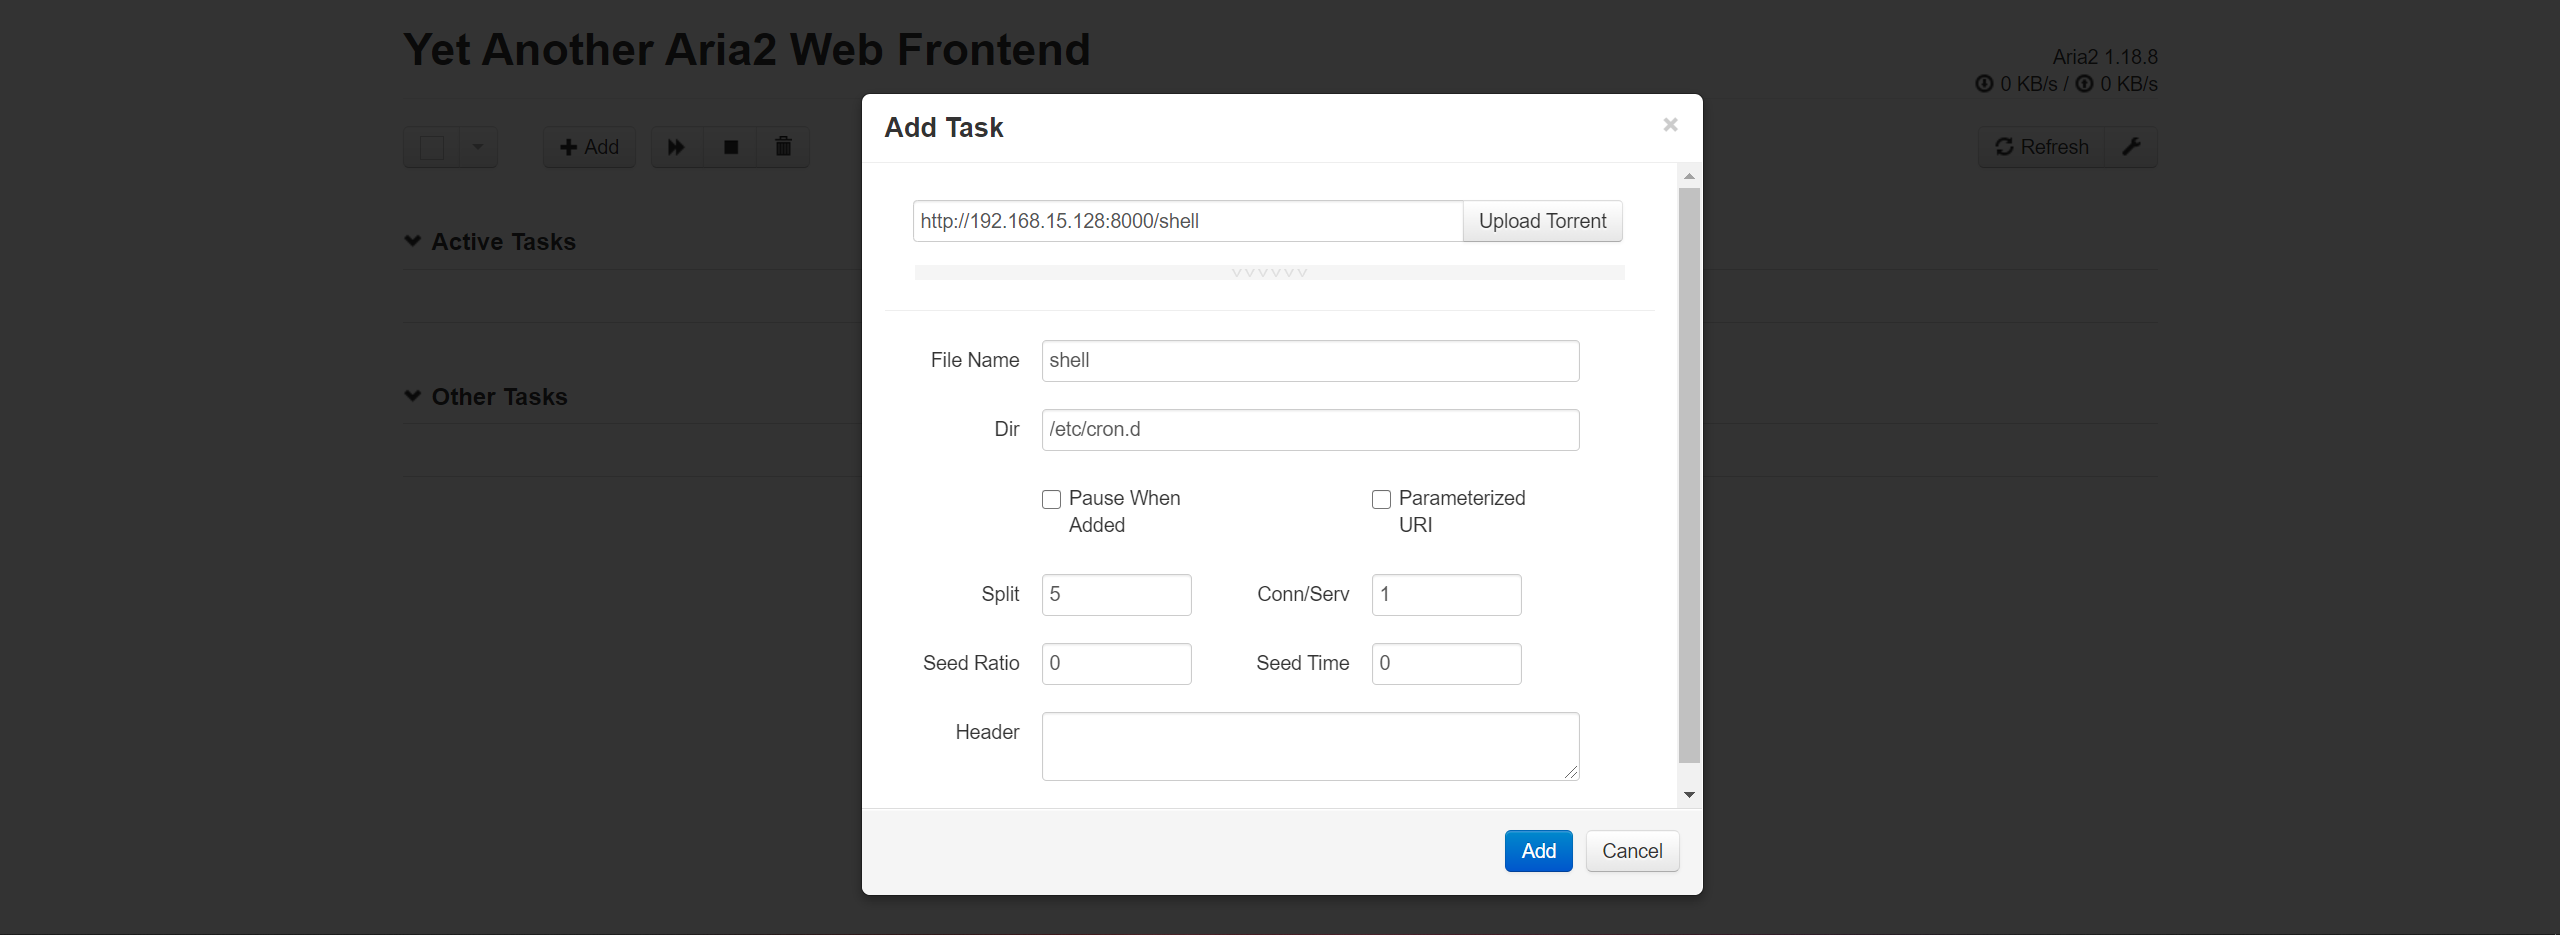 Yet Another Aria2 Web Frontend
Aria2 1.18.8
0 KB/s / 0 KB/s
Add
Refresh
Active Tasks
Other Tasks
Add Task
×
http://192.168.15.128:8000/shell
Upload Torrent
File Name
shell
Dir
/etc/cron.d
Pause When
Added
Parameterized
URI
Split
5
Conn/Serv
1
Seed Ratio
0
Seed Time
0
Header
Add
Cancel